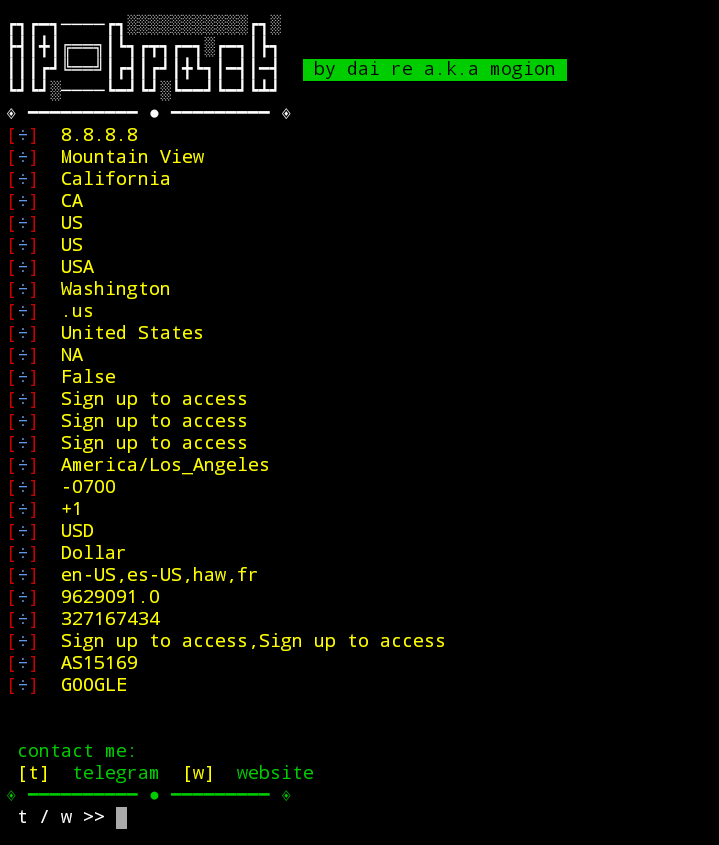 by dai re a.k.a mogion
[÷] 8.8.8.8
[÷] Mountain View
[÷] California
[÷] CA
[÷] US
[÷] US
[÷] USA
[÷] Washington
[÷] .us
[÷] United States
[÷] NA
[÷] False
[÷] Sign up to access
[÷] Sign up to access
[÷] Sign up to access
[÷] America/Los_Angeles
[÷] -0700
[÷] +1
[÷] USD
[÷] Dollar
[÷] en-US,es-US,haw,fr
[÷] 9629091.0
[÷] 327167434
[÷] Sign up to access,Sign up to access
[÷] AS15169
[÷] GOOGLE
contact me:
[t] telegram [w] website
t / w >>